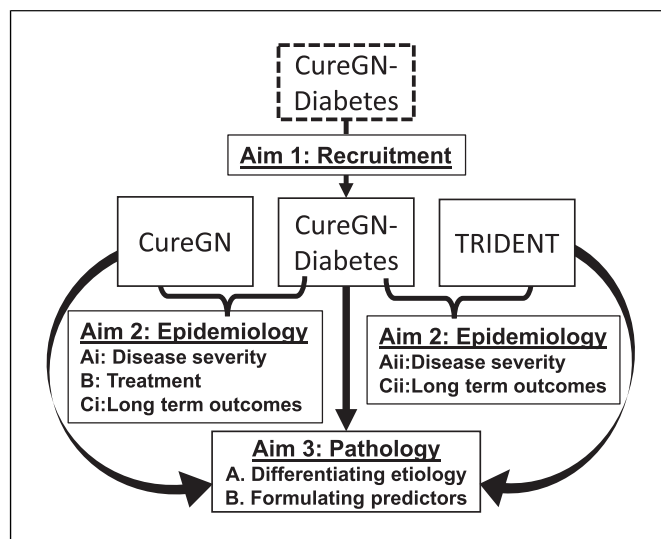 CureGN-
Diabetes
Aim 1: Recruitment
CureGN
CureGN-
Diabetes
TRIDENT
Aim 2: Epidemiology
Ai: Disease severity
B: Treatment
Ci:Long term outcomes
Aim 2: Epidemiology
Aii:Disease severity
Cii:Long term outcomes
Aim 3: Pathology
A. Differentiating etiology
B. Formulating predictors